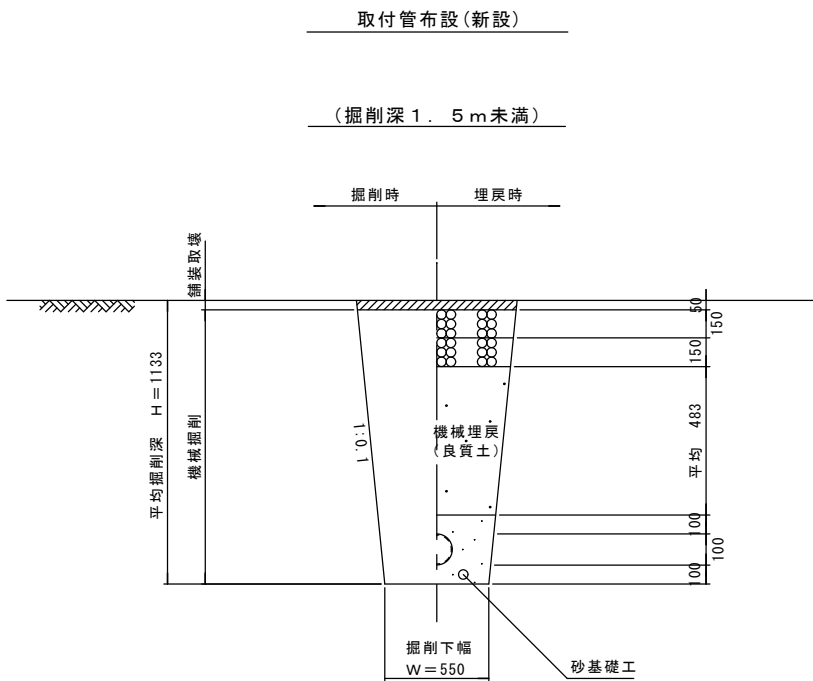 取付管布設(新設)
(掘削深1. 5m未満)
掘削時
埋戻時
舗装取壊
50
150
150
平均掘削深 H=1133
機械掘削
1:0.1
機械埋戻
(良質土)
平均 483
100
100
100
掘削下幅
W=550
砂基礎工